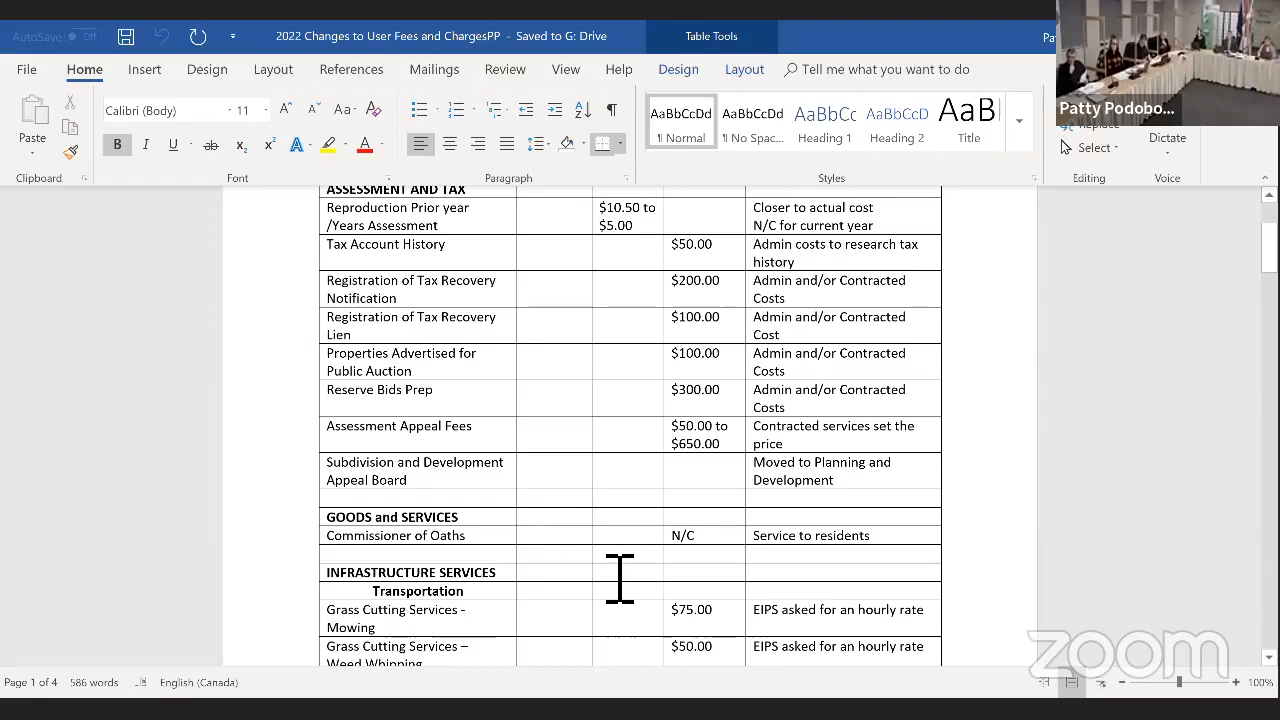 AutoSave Off
2022 Changes to User Fees and ChargesPP - Saved to G: Drive
Table Tools
File Home Insert Design Layout References Mailings Review View Help Design Layout Tell me what you want to do
Patty Podobo...
Paste
Calibri (Body) 11
AaBbCcDd AaBbCcDd AaBbCc AaBbCcD AaB
¶ Normal ¶ No Spac... Heading 1 Heading 2 Title
Replace
Select
Dictate
Clipboard Font Paragraph Styles Editing Voice
ASSESSMENT AND TAX
Reproduction Prior year $10.50 to Closer to actual cost
/Years Assessment $5.00 N/C for current year
Tax Account History $50.00 Admin costs to research tax
history
Registration of Tax Recovery $200.00 Admin and/or Contracted
Notification Costs
Registration of Tax Recovery $100.00 Admin and/or Contracted
Lien Cost
Properties Advertised for $100.00 Admin and/or Contracted
Public Auction Costs
Reserve Bids Prep $300.00 Admin and/or Contracted
Costs
Assessment Appeal Fees $50.00 to Contracted services set the
$650.00 price
Subdivision and Development Moved to Planning and
Appeal Board Development
GOODS and SERVICES
Commissioner of Oaths N/C Service to residents
INFRASTRUCTURE SERVICES
Transportation
Grass Cutting Services - $75.00 EIPS asked for an hourly rate
Mowing
Grass Cutting Services – $50.00 EIPS asked for an hourly rate
Weed Whipping
zoom
Page 1 of 4 586 words English (Canada) 100%